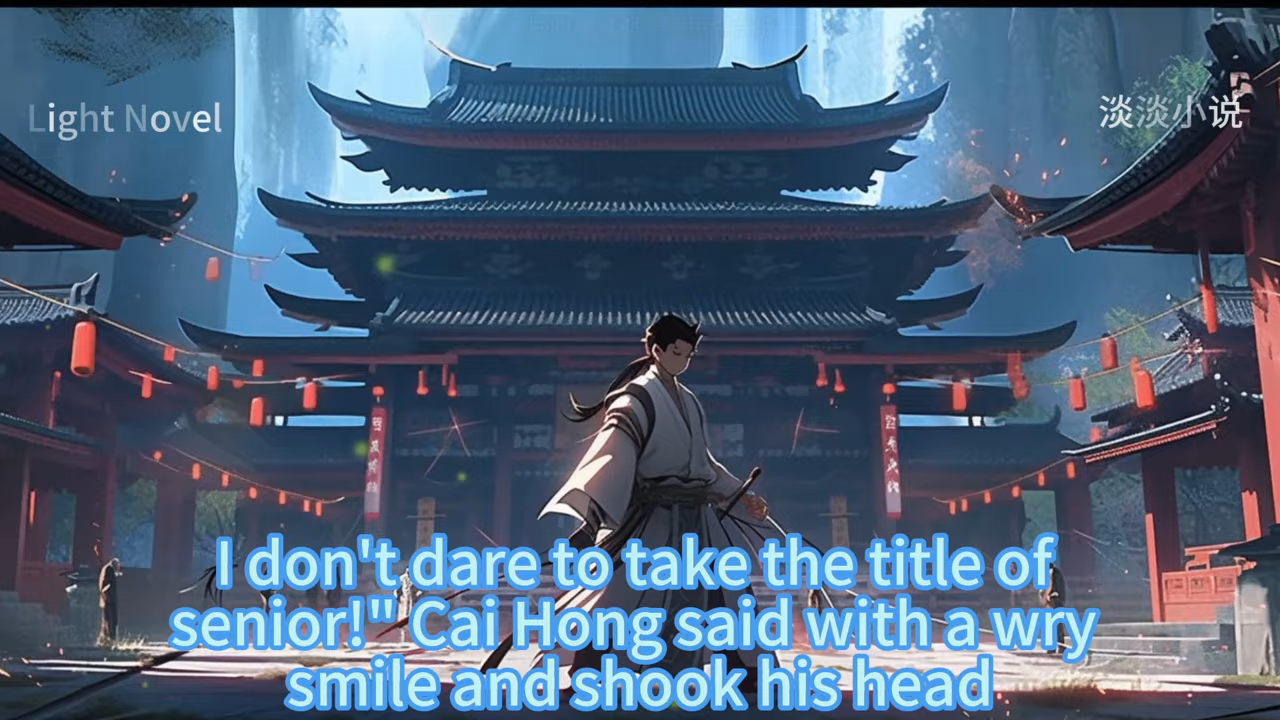 Light Novel
淡淡小说
I don't dare to take the title of
senior!" Cai Hong said with a wry
smile and shook his head